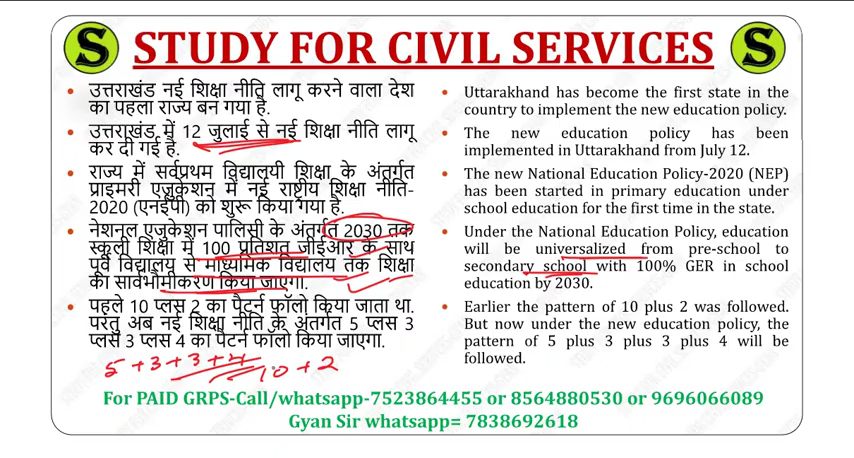 S STUDY FOR CIVIL SERVICES S
• उत्तराखंड नई शिक्षा नीति लागू करने वाला देश
का पहला राज्य बन गया है.
• उत्तराखंड में 12 जुलाई से नई शिक्षा नीति लागू
कर दी गई है.
• राज्य में सर्वप्रथम विद्यालयी शिक्षा के अंतर्गत
प्राइमरी एजुकेशन में नई राष्ट्रीय शिक्षा नीति-
2020 (एनईपी) को शुरू किया गया है.
• नेशनल एजुकेशन पालिसी के अंतर्गत 2030 तक
स्कूली शिक्षा में 100 प्रतिशत जीईआर के साथ
पूर्व विद्यालय से माध्यमिक विद्यालय तक शिक्षा
का सार्वभौमीकरण किया जाएगा.
• पहले 10 प्लस 2 का पैटर्न फॉलो किया जाता था.
परंतु अब नई शिक्षा नीति के अंतर्गत 5 प्लस 3
प्लस 3 प्लस 4 का पैटर्न फॉलो किया जाएगा.
5+3+3+4 10+2
• Uttarakhand has become the first state in the
country to implement the new education policy.
• The new education policy has been
implemented in Uttarakhand from July 12.
• The new National Education Policy-2020 (NEP)
has been started in primary education under
school education for the first time in the state.
• Under the National Education Policy, education
will be universalized from pre-school to
secondary school with 100% GER in school
education by 2030.
• Earlier the pattern of 10 plus 2 was followed.
But now under the new education policy, the
pattern of 5 plus 3 plus 3 plus 4 will be
followed.
For PAID GRPS-Call/whatsapp-7523864455 or 8564880530 or 9696066089
Gyan Sir whatsapp= 7838692618